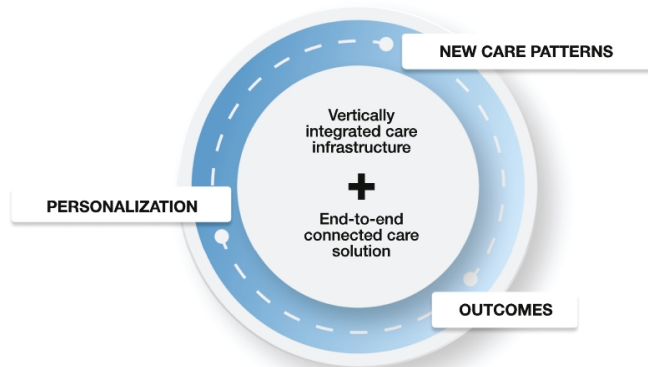 NEW CARE PATTERNS
Vertically
integrated care
infrastructure
+
End-to-end
connected care
solution
PERSONALIZATION
OUTCOMES